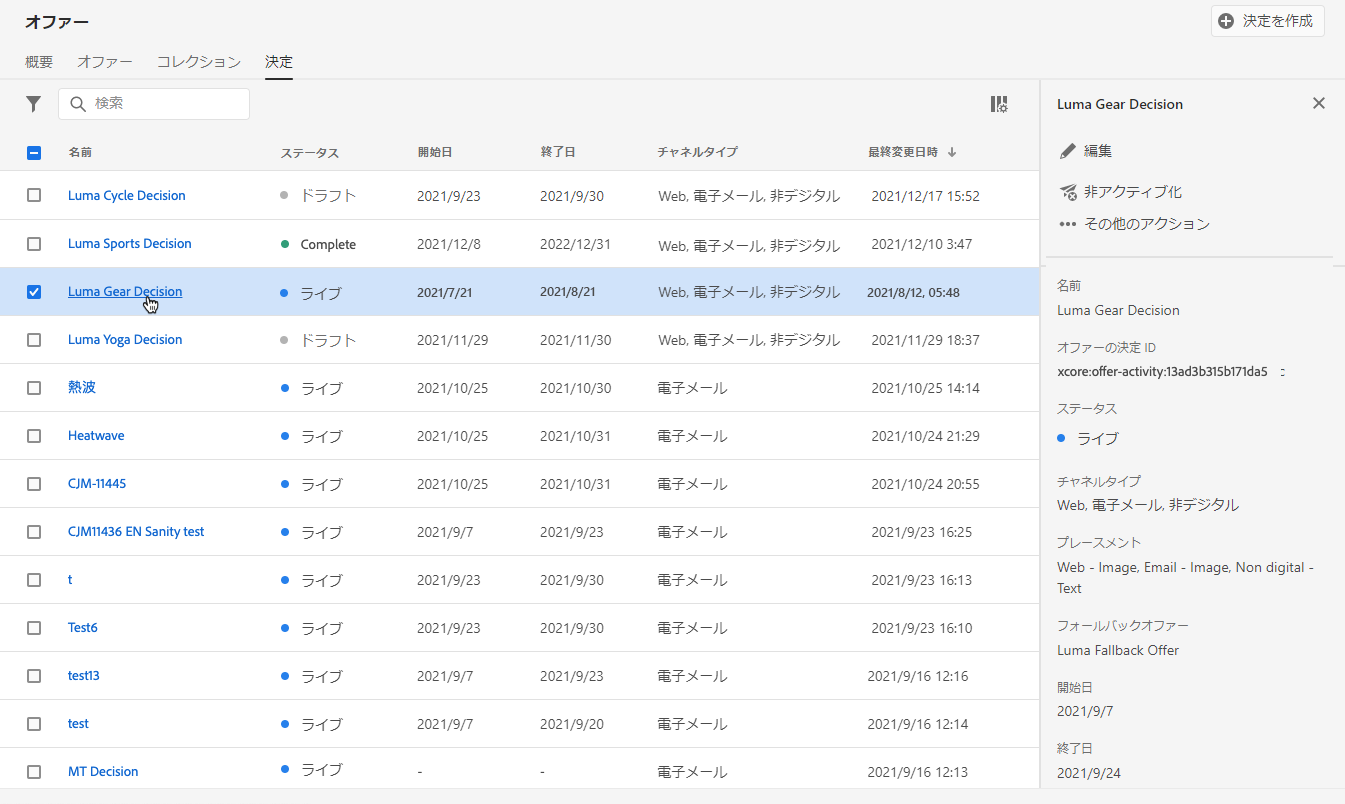 オファー
決定を作成
概要 オファー コレクション 決定
検索
名前 ステータス 開始日 終了日 チャネルタイプ 最終変更日時
Luma Cycle Decision ドラフト 2021/9/23 2021/9/30 Web, 電子メール, 非デジタル 2021/12/17 15:52
Luma Sports Decision Complete 2021/12/8 2022/12/31 Web, 電子メール, 非デジタル 2021/12/10 3:47
Luma Gear Decision ライブ 2021/7/21 2021/8/21 Web, 電子メール, 非デジタル 2021/8/12, 05:48
Luma Yoga Decision ドラフト 2021/11/29 2021/11/30 Web, 電子メール, 非デジタル 2021/11/29 18:37
熱波 ライブ 2021/10/25 2021/10/30 電子メール 2021/10/25 14:14
Heatwave ライブ 2021/10/25 2021/10/31 電子メール 2021/10/24 21:29
CJM-11445 ライブ 2021/10/25 2021/10/31 電子メール 2021/10/24 20:55
CJM11436 EN Sanity test ライブ 2021/9/7 2021/9/23 電子メール 2021/9/23 16:25
t ライブ 2021/9/23 2021/9/30 電子メール 2021/9/23 16:13
Test6 ライブ 2021/9/23 2021/9/30 電子メール 2021/9/23 16:10
test13 ライブ 2021/9/7 2021/9/23 電子メール 2021/9/16 12:16
test ライブ 2021/9/7 2021/9/20 電子メール 2021/9/16 12:14
MT Decision ライブ - - 電子メール 2021/9/16 12:13
Luma Gear Decision
編集
非アクティブ化
その他のアクション
名前
Luma Gear Decision
オファーの決定 ID
xcore:offer-activity:13ad3b315b171da5
ステータス
ライブ
チャネルタイプ
Web, 電子メール, 非デジタル
プレースメント
Web - Image, Email - Image, Non digital -
Text
フォールバックオファー
Luma Fallback Offer
開始日
2021/9/7
終了日
2021/9/24